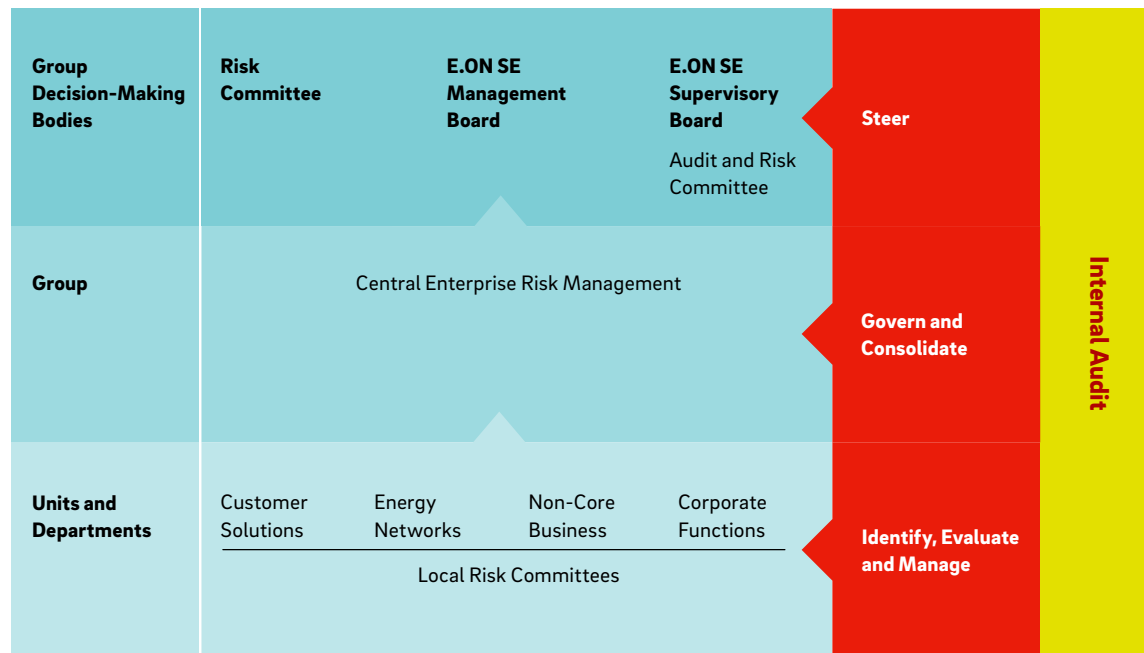 Group
Decision-Making
Bodies
Risk
Committee
E.ON SE
Management
Board
E.ON SE
Supervisory
Board
Audit and Risk
Committee
Steer
Group
Central Enterprise Risk Management
Govern and
Consolidate
Units and
Departments
Customer
Solutions
Energy
Networks
Non-Core
Business
Corporate
Functions
Local Risk Committees
Identify, Evaluate
and Manage
Internal Audit